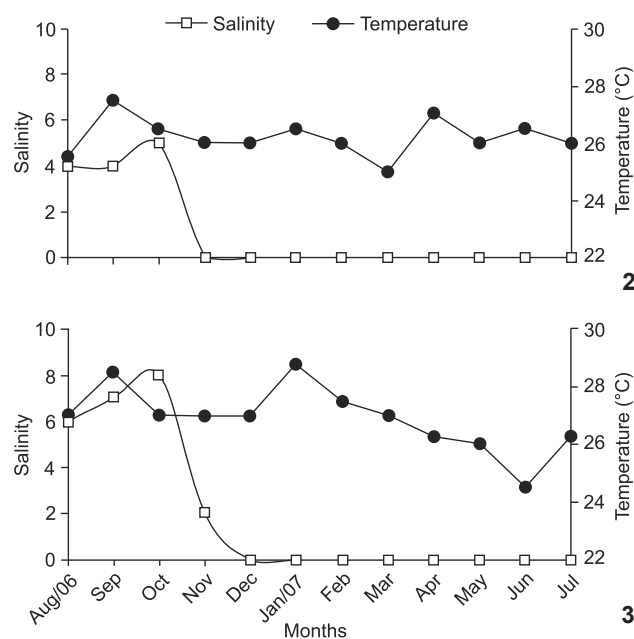 Salinity Temperature
10 8 6 4 2 0
Salinity
30 28 26 24 22
Temperature (°C)
2
10 8 6 4 2 0
Salinity
30 28 26 24 22
Temperature (°C)
Aug/06 Sep Oct Nov Dec Jan/07 Feb Mar Apr May Jun Jul
Months
3